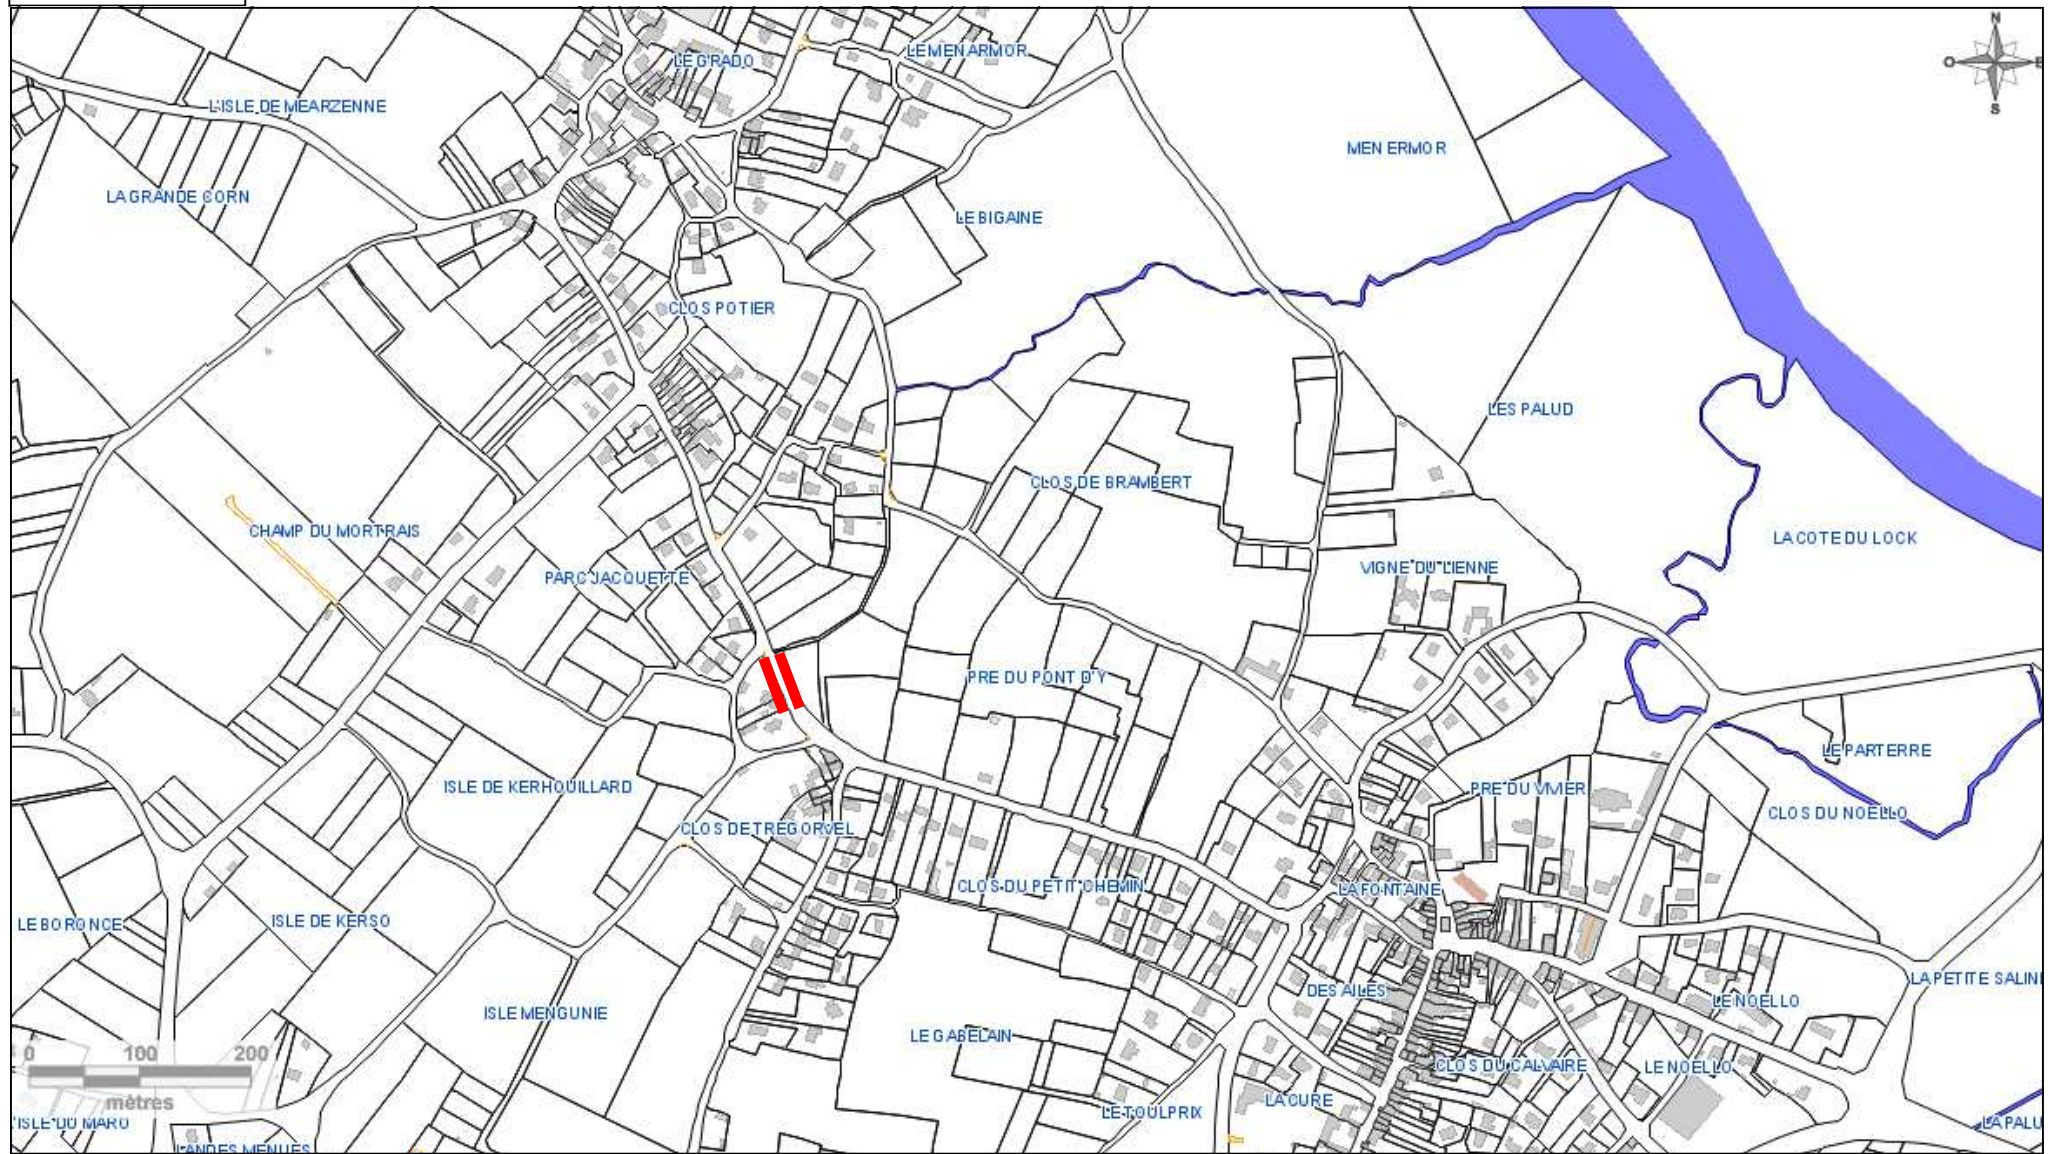 N
LE GRADO
LE MEN ARMOR
O
E
L'ISLE DE MEARZENNE
S
MEN ERMOR
LA GRANDE CORN
LE BIGAINE
CLOS POTIER
LES PALUD
CLOS DE BRAMBERT
CHAMP DU MORTRAIS
LA COTE DU LOCK
VIGNE DU LIENNE
PARC JACQUETTE
PRE DU PONT D'Y
LE PARTERRE
ISLE DE KERHOUILLARD
PRE DU VIVIER
CLOS DU NOELLO
CLOS DE TREGORVEL
CLOS DU PETIT CHEMIN
LA FONTAINE
LE BORONCE
ISLE DE KERSO
LA PETITE SALIN
DES AILES
LE NOELLO
ISLE MENGUNIE
LE GABELAIN
0 100 200
CLOS DU CALVAIRE
LE NOELLO
mètres
LA CURE
LE TOULPRIX
'ISLE DU MARO
LA PALU
LANDES MENUES